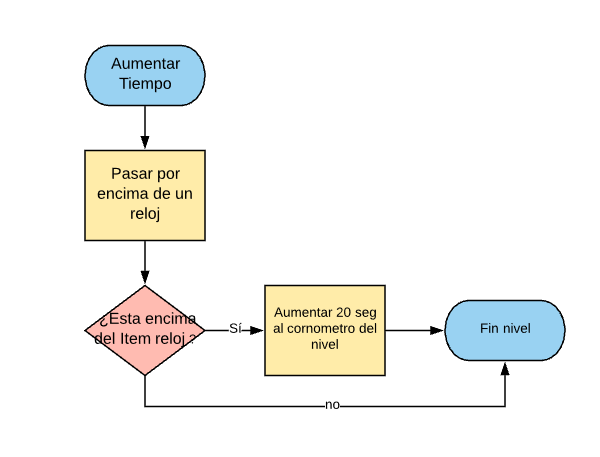 Aumentar
Tiempo
Pasar por
encima de un
reloj
¿Esta encima
del Item reloj ?
Sí
Aumentar 20 seg
al cornometro del
nivel
Fin nivel
no